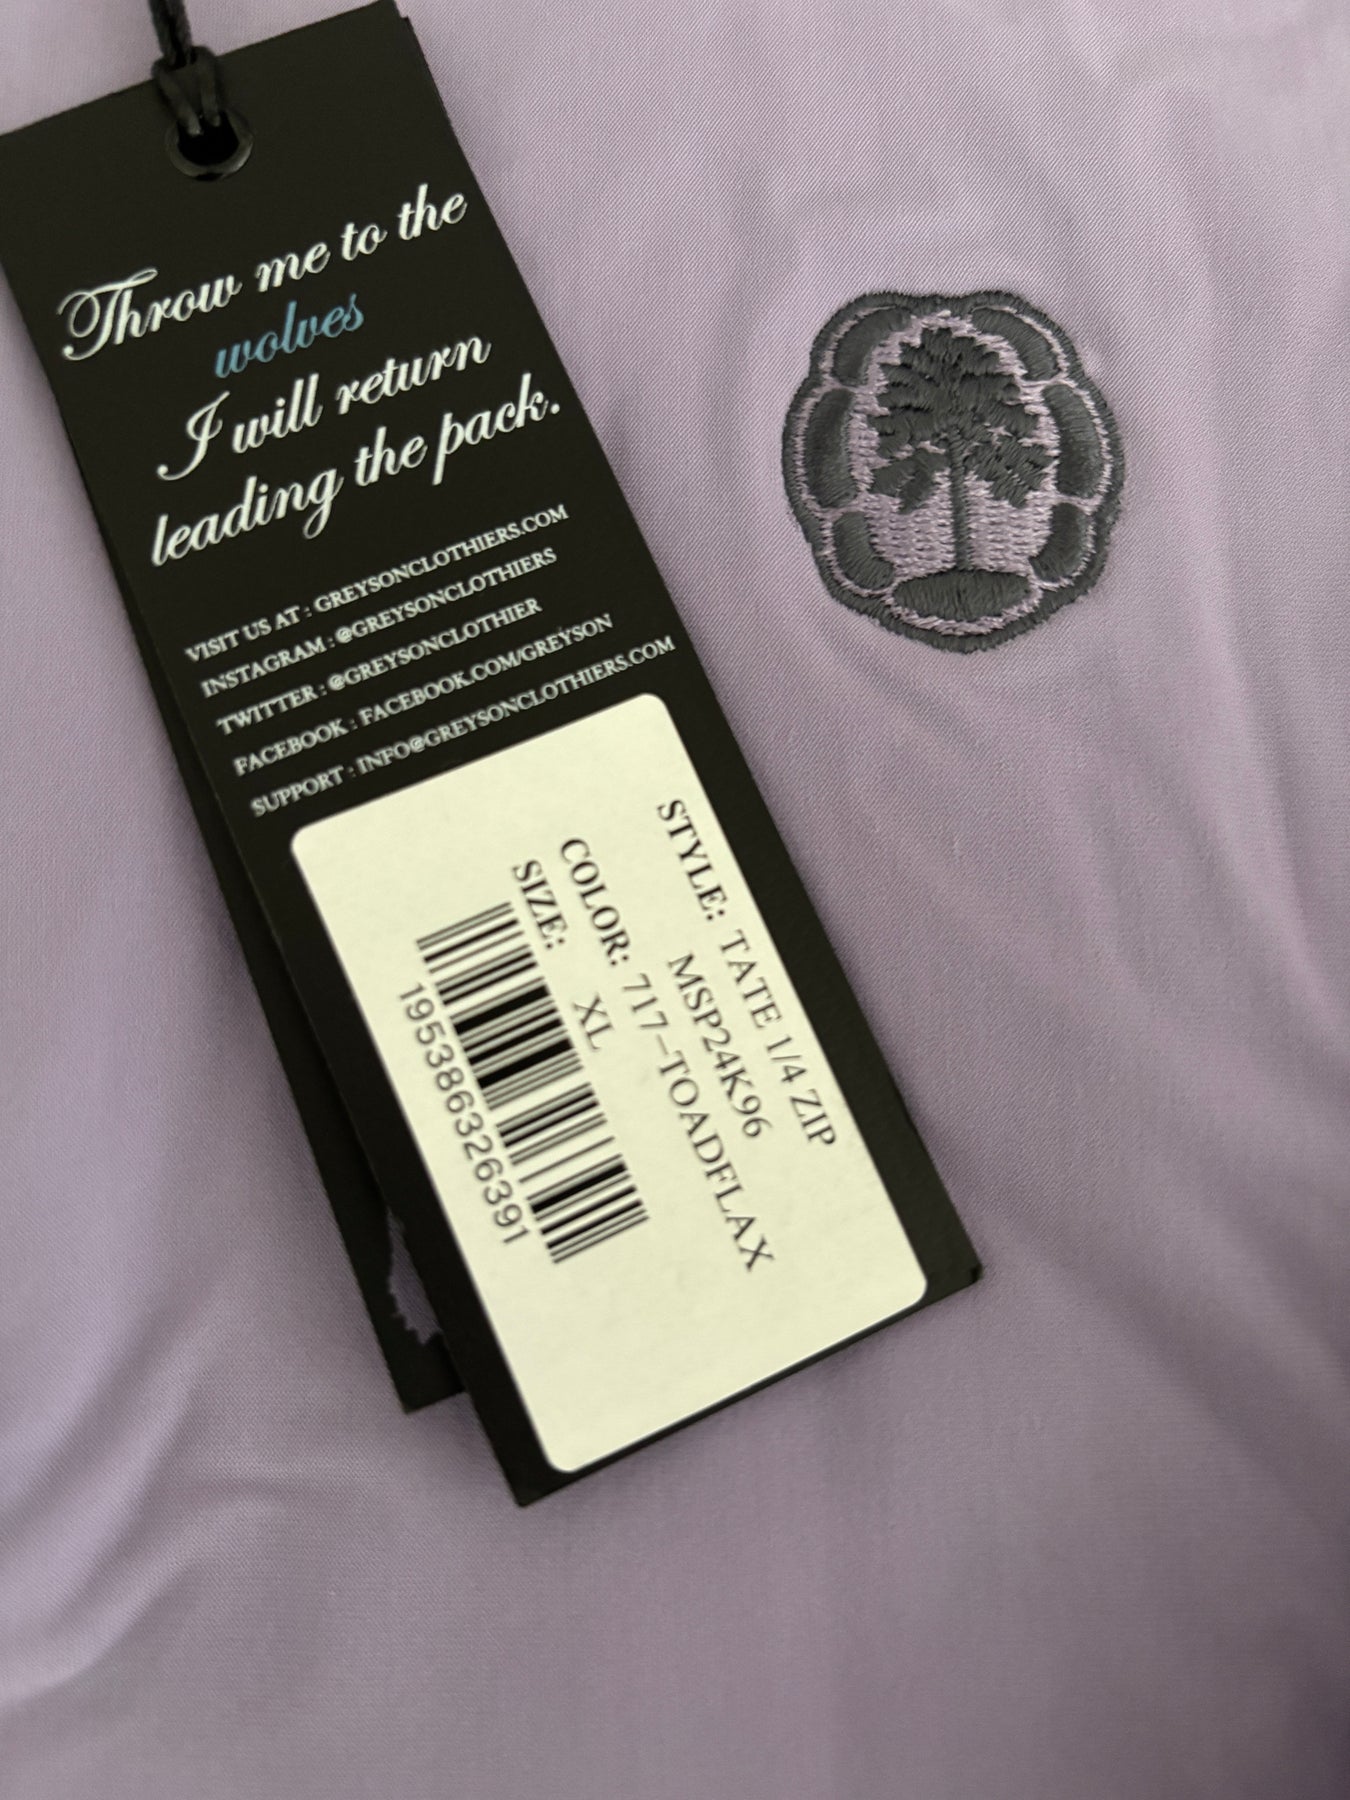 Throw me to the
wolves
I will return
leading the pack.
VISIT US AT : GREYSONCLOTHIERS.COM
INSTAGRAM : @GREYSONCLOTHIERS
TWITTER : @GREYSONCLOTHIER
FACEBOOK : FACEBOOK.COM/GREYSON
SUPPORT : INFO@GREYSONCLOTHIERS.COM
STYLE: TATE 1/4 ZIP
MSP24K96
COLOR: 717-TOADFLAX
SIZE: XL
195386326391